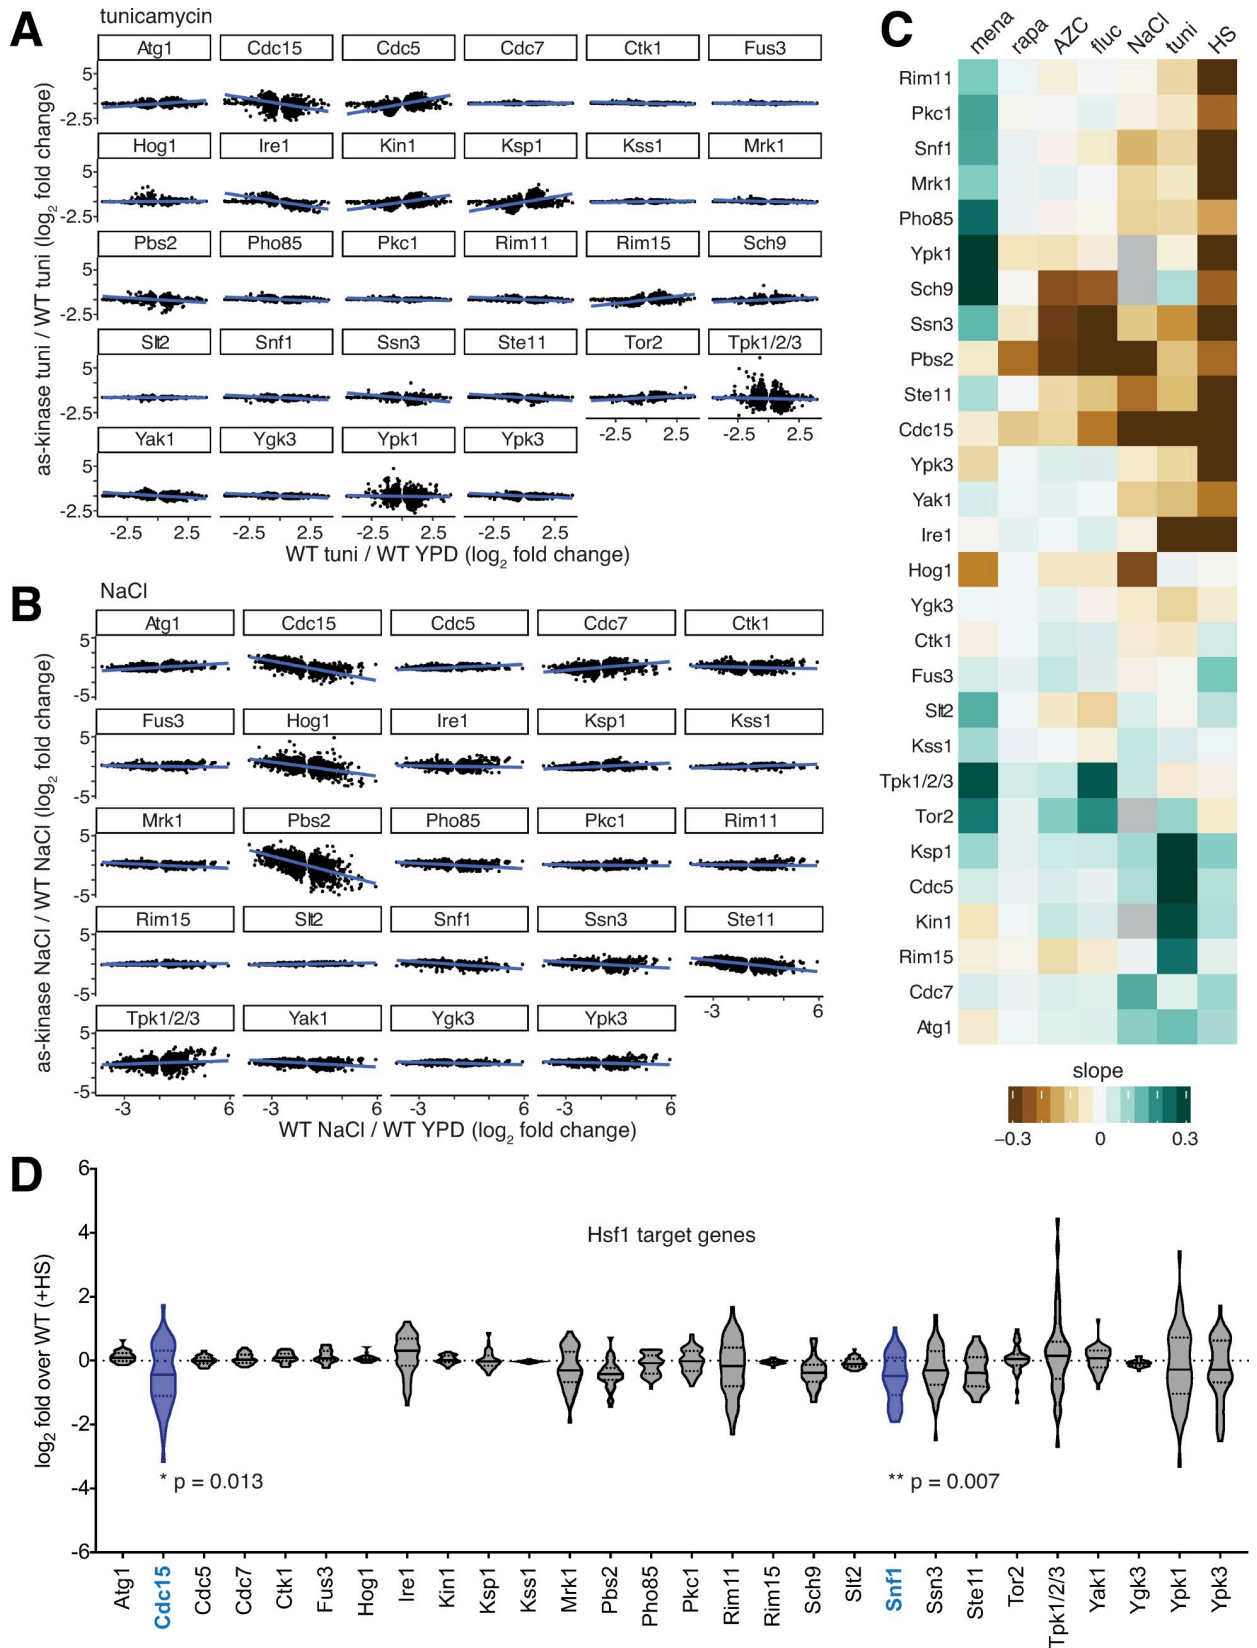 A
tunicamycin
Atg1 Cdc15 Cdc5 Cdc7 Ctk1 Fus3
5
-2.5
Hog1 Ire1 Kin1 Ksp1 Kss1 Mrk1
5
-2.5
Pbs2 Pho85 Pkc1 Rim11 Rim15 Sch9
5
-2.5
Slt2 Snf1 Ssn3 Ste11 Tor2 Tpk1/2/3
5
-2.5
-2.5 2.5 -2.5 2.5
Yak1 Ygk3 Ypk1 Ypk3
5
-2.5
-2.5 2.5 -2.5 2.5 -2.5 2.5 -2.5 2.5
WT tuni / WT YPD (log2 fold change)
as-kinase tuni / WT tuni (log2 fold change)
B
NaCl
Atg1 Cdc15 Cdc5 Cdc7 Ctk1
5
-5
Fus3 Hog1 Ire1 Ksp1 Kss1
5
-5
Mrk1 Pbs2 Pho85 Pkc1 Rim11
5
-5
Rim15 Slt2 Snf1 Ssn3 Ste11
5
-5
-3 6
Tpk1/2/3 Yak1 Ygk3 Ypk3
5
-5
-3 6 -3 6 -3 6 -3 6
WT NaCl / WT YPD (log2 fold change)
as-kinase NaCl / WT NaCl (log2 fold change)
C
mena rapa AZC fluc NaCl tuni HS
Rim11
Pkc1
Snf1
Mrk1
Pho85
Ypk1
Sch9
Ssn3
Pbs2
Ste11
Cdc15
Ypk3
Yak1
Ire1
Hog1
Ygk3
Ctk1
Fus3
Slt2
Kss1
Tpk1/2/3
Tor2
Ksp1
Cdc5
Kin1
Rim15
Cdc7
Atg1
slope
−0.3 0 0.3
D
6
4
2
0
-2
-4
-6
log2 fold over WT (+HS)
Hsf1 target genes
* p = 0.013
** p = 0.007
Atg1 Cdc15 Cdc5 Cdc7 Ctk1 Fus3 Hog1 Ire1 Kin1 Ksp1 Kss1 Mrk1 Pbs2 Pho85 Pkc1 Rim11 Rim15 Sch9 Slt2 Snf1 Ssn3 Ste11 Tor2 Tpk1/2/3 Yak1 Ygk3 Ypk1 Ypk3